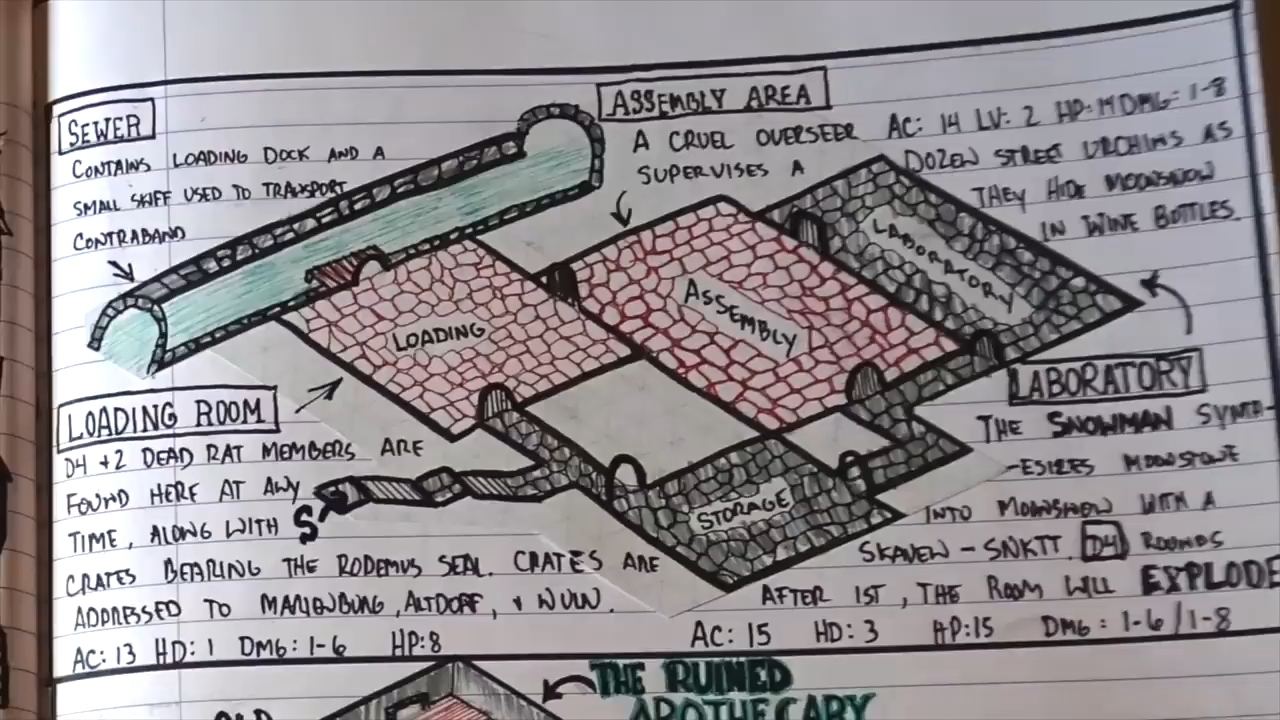 SEWER
CONTAINS LOADING DOCK AND A
SMALL SKIFF USED TO TRANSPORT
CONTRABAND
ASSEMBLY AREA
A CRUEL OVERSEER AC: 14 LV: 2 HP: 14 DMG: 1-8
SUPERVISES A DOZEN STREET URCHINS AS
THEY HIDE MOONSNOW
IN WINE BOTTLES.
LABORATORY
ASSEMBLY
LOADING
STORAGE
S
LOADING ROOM
D4 +2 DEAD RAT MEMBERS ARE
FOUND HERE AT ANY
TIME, ALONG WITH
CRATES BEARING THE RODEMUS SEAL. CRATES ARE
ADDRESSED TO MARIENBURG, ALTDORF, + NULN.
AC: 13 HD: 1 DMG: 1-6 HP: 8
LABORATORY
THE SNOWMAN SYNTH-
-ESIZES MOONSTONE
INTO MOONSNOW WITH A
SKAVEN - SNKTT. D4 ROUNDS
AFTER 1ST, THE ROOM WILL EXPLODE
AC: 15 HD: 3 HP: 15 DMG: 1-6/1-8
THE RUINED
APOTHECARY
OLD